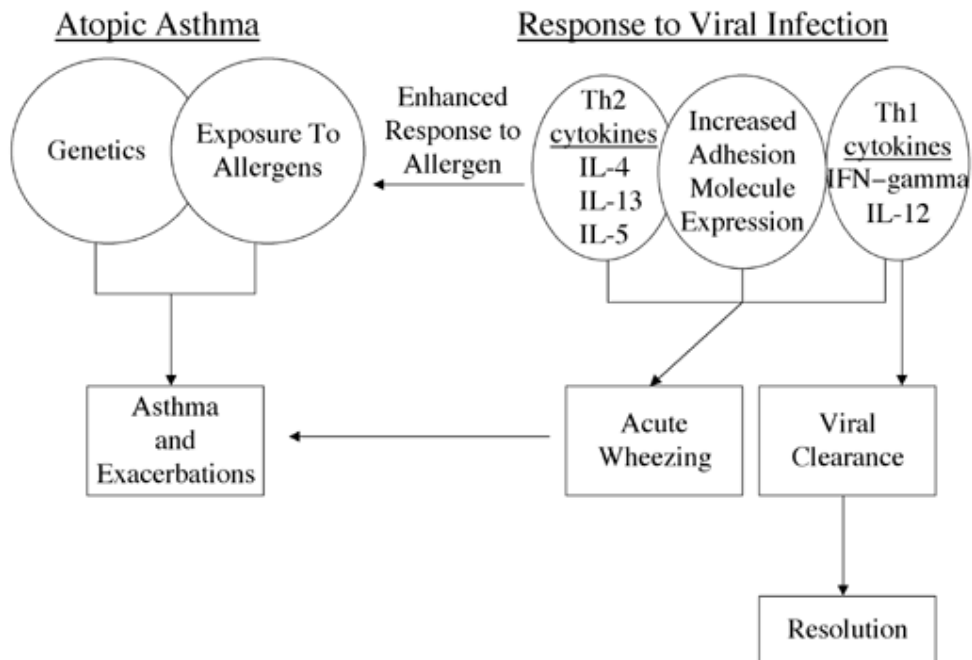 Atopic Asthma
Response to Viral Infection
Genetics
Exposure To
Allergens
Enhanced
Response to
Allergen
Th2
cytokines
IL-4
IL-13
IL-5
Increased
Adhesion
Molecule
Expression
Th1
cytokines
IFN-gamma
IL-12
Asthma
and
Exacerbations
Acute
Wheezing
Viral
Clearance
Resolution